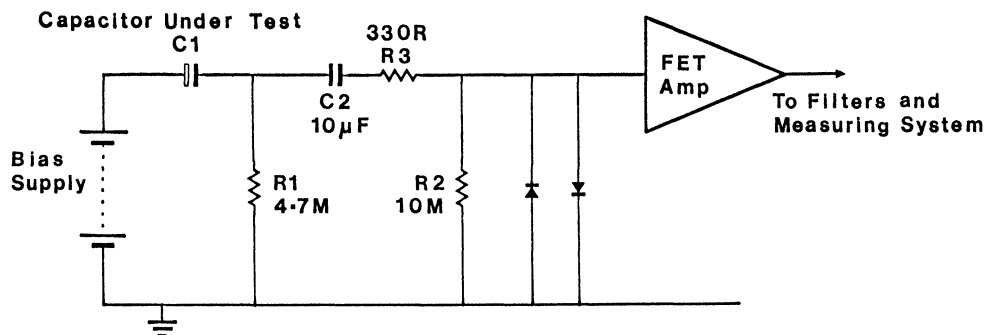 Capacitor Under Test
C1
330R
R3
C2
10µF
FET
Amp
To Filters and
Measuring System
Bias
Supply
R1
4·7M
R2
10M